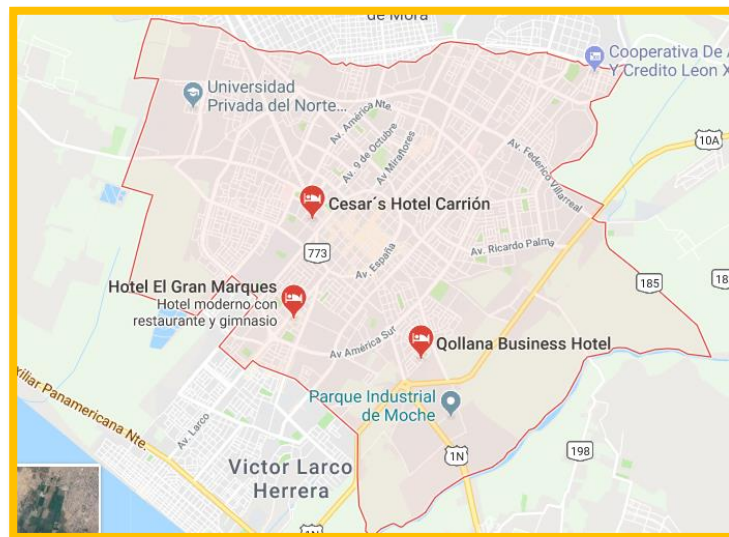 de Mora
Cooperativa De A
Y Credito Leon X
Universidad
Privada del Norte...
Av. América Nte.
Av. 9 de Octubre
Av Miraflores
Av. Federico Villarreal
10A
Cesar´s Hotel Carrión
773
Av. España
Av. Ricardo Palma
185
18
Hotel El Gran Marques
Hotel moderno con
restaurante y gimnasio
Qollana Business Hotel
Av América Sur
Parque Industrial
de Moche
xiliar Panamericana Nte.
Av. Larco
1N
198
Victor Larco
Herrera
1N